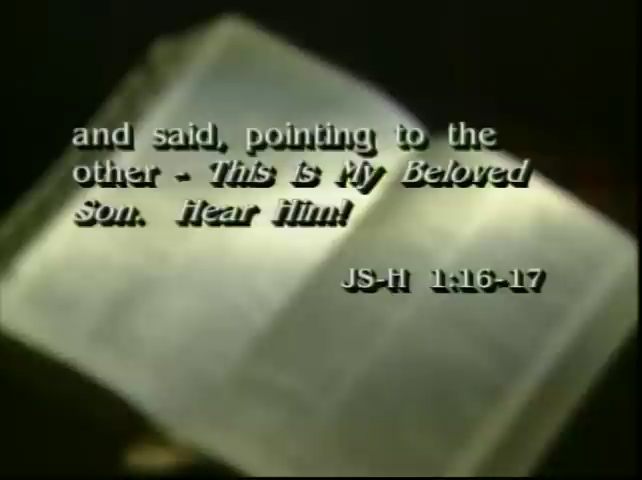 and said, pointing to the
other - This is My Beloved
Son. Hear Him!
JS-H 1:16-17